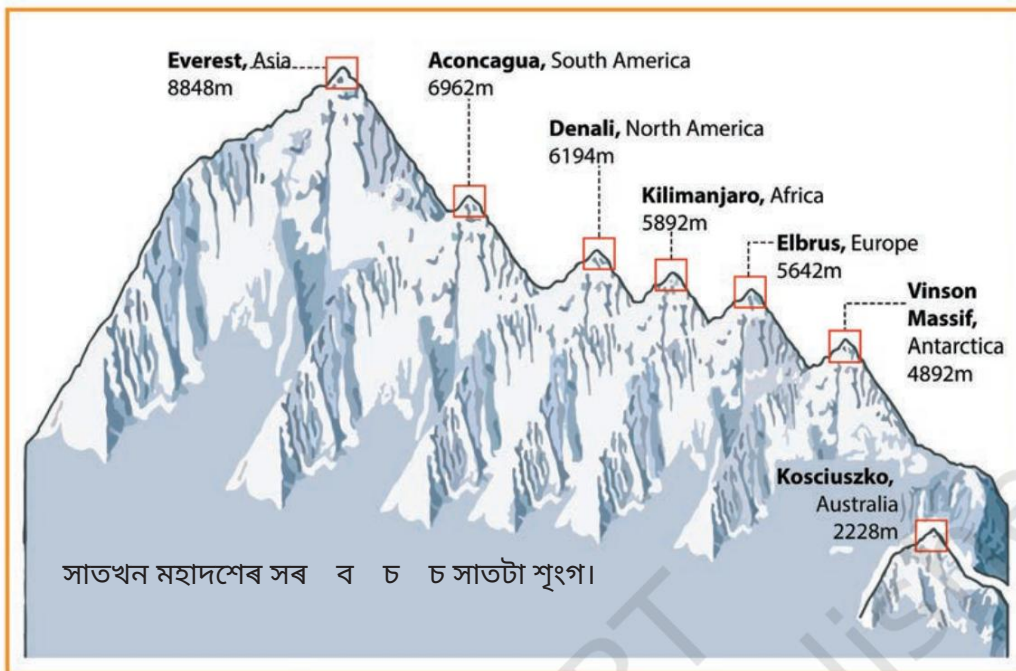 Everest, Asia
8848m
Aconcagua, South America
6962m
Denali, North America
6194m
Kilimanjaro, Africa
5892m
Elbrus, Europe
5642m
Vinson
Massif,
Antarctica
4892m
Kosciuszko,
Australia
2228m
সাতখন মহাদশেৰ সৰ ব চ চ সাতটা শৃংগ।